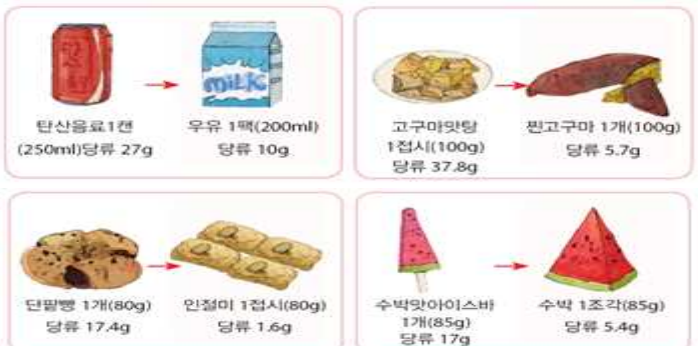 MILK
탄산음료1캔
(250ml)당류 27g
우유 1팩(200ml)
당류 10g
고구마맛탕
1접시(100g)
당류 37.8g
찐고구마 1개(100g)
당류 5.7g
단팥빵 1개(80g)
당류 17.4g
인절미 1접시(80g)
당류 1.6g
수박맛아이스바
1개(85g)
당류 17g
수박 1조각(85g)
당류 5.4g